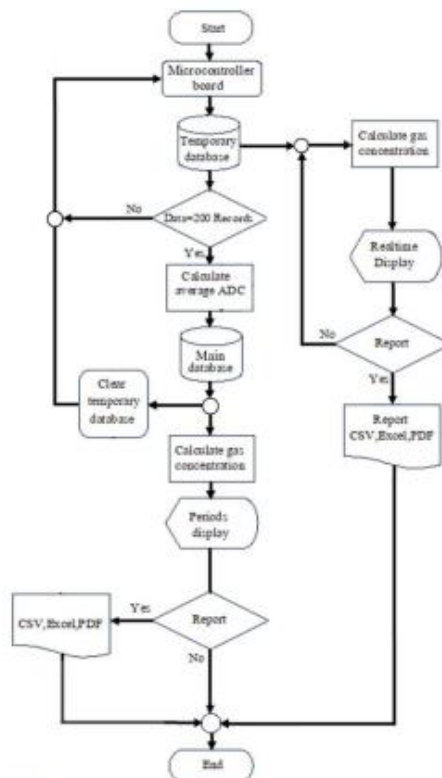 Start
Microcontroller
board
Temporary
database
Calculate gas
concentration
No
Data=200 Records
Yes
Realtime
Display
Calculate
average ADC
No
Report
Main
database
Yes
Clear
temporary
database
Report
CSV,Excel,PDF
Calculate gas
concentration
Periods
display
Yes
CSV,Excel,PDF
Report
No
End